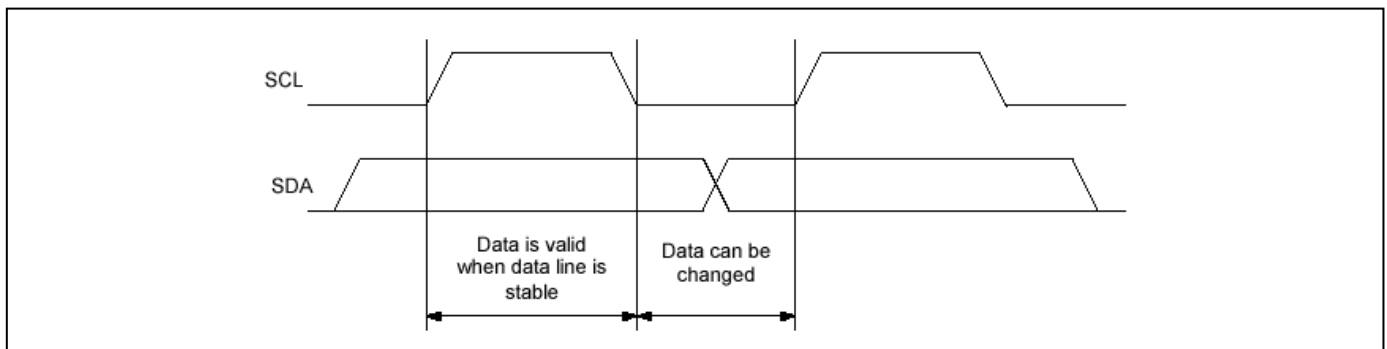 SCL
SDA
Data is valid
when data line is
stable
Data can be
changed